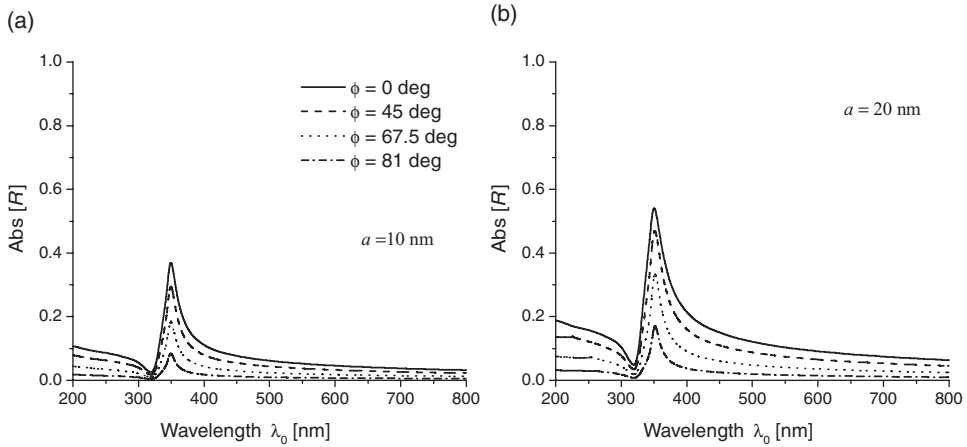 (a)
1.0
0.8
0.6
0.4
0.2
0.0
Abs [R]
ϕ = 0 deg
ϕ = 45 deg
ϕ = 67.5 deg
ϕ = 81 deg
a =10 nm
200 300 400 500 600 700 800
Wavelength λ0 [nm]
(b)
1.0
0.8
0.6
0.4
0.2
0.0
Abs [R]
a = 20 nm
200 300 400 500 600 700 800
Wavelength λ0 [nm]